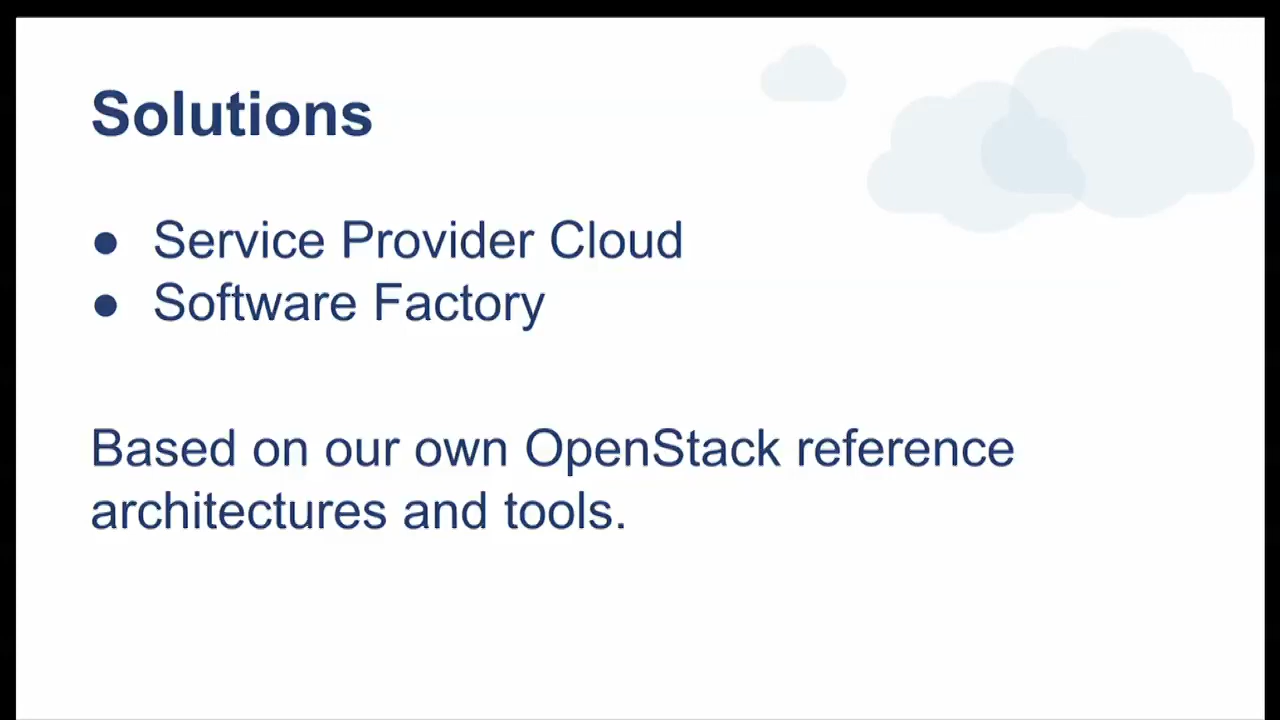 Solutions
● Service Provider Cloud
● Software Factory
Based on our own OpenStack reference
architectures and tools.